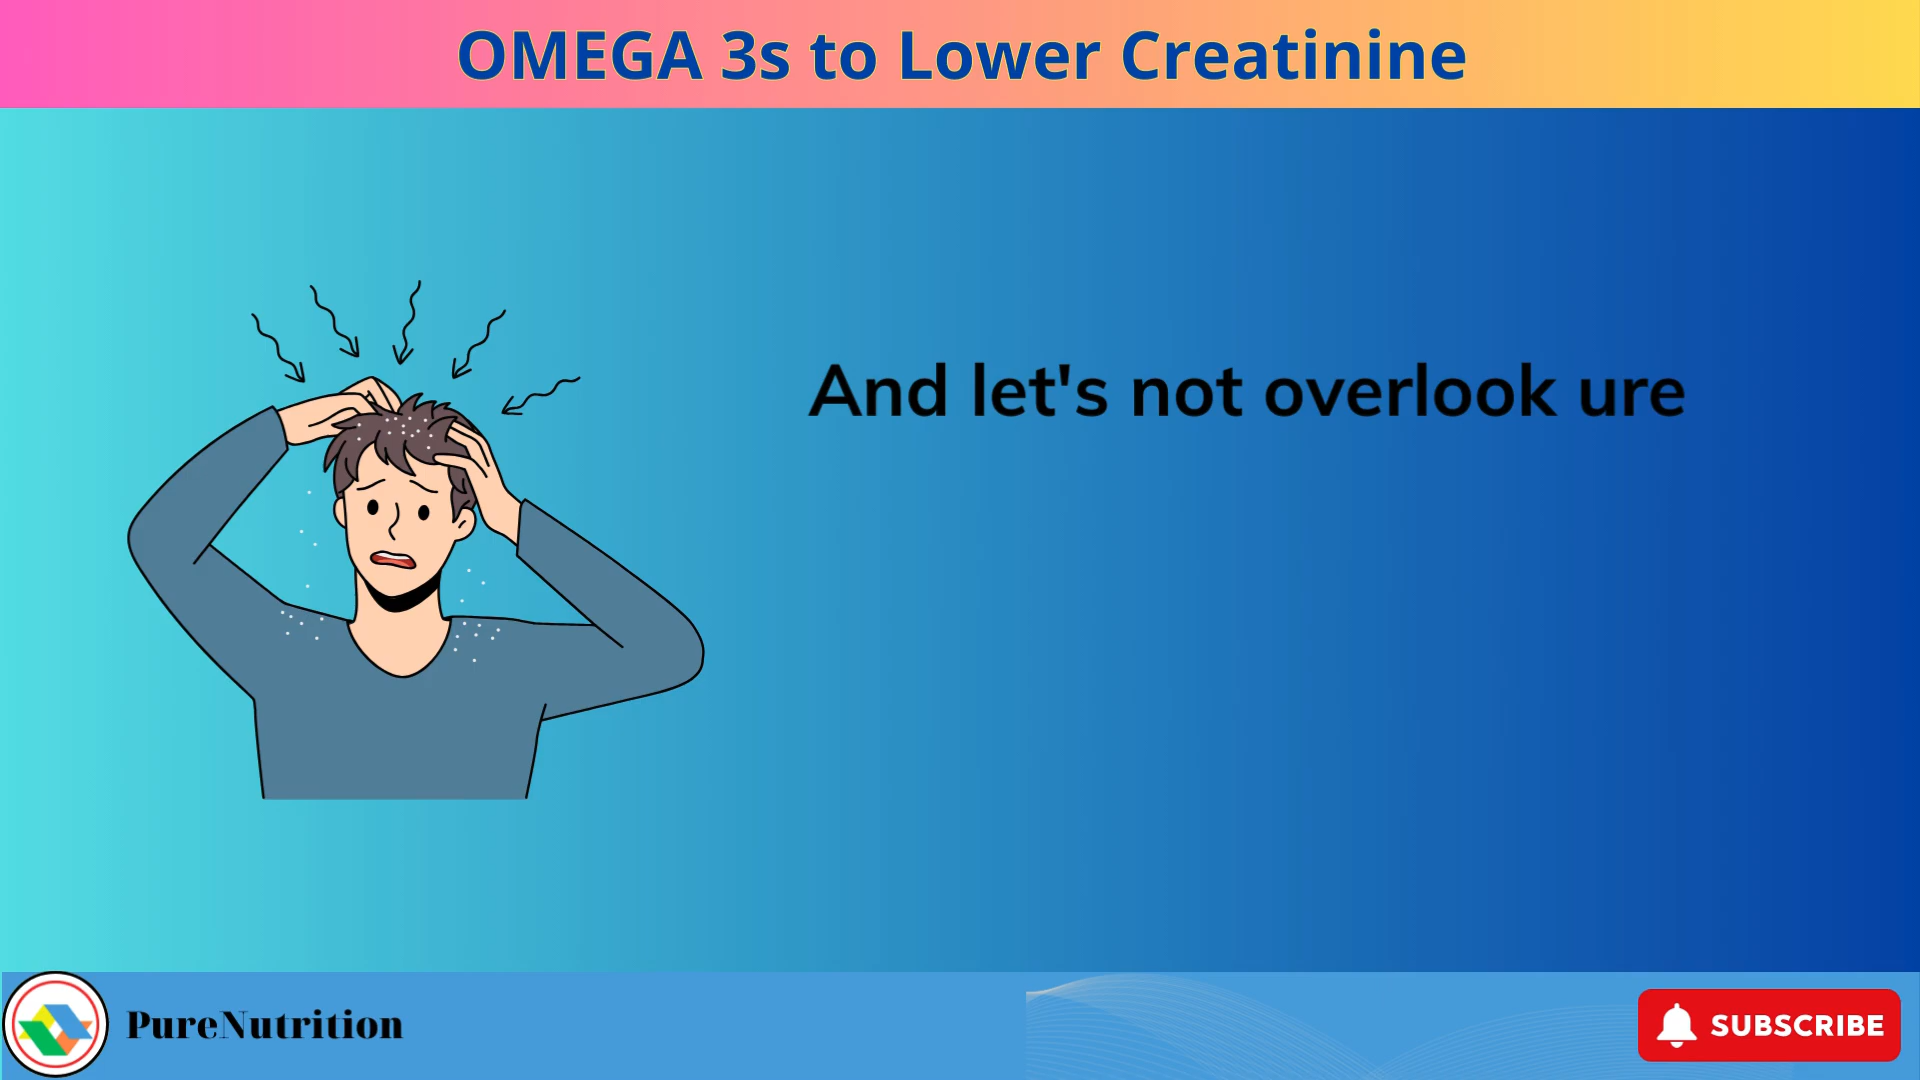 OMEGA 3s to Lower Creatinine
And let's not overlook ure
PureNutrition
SUBSCRIBE